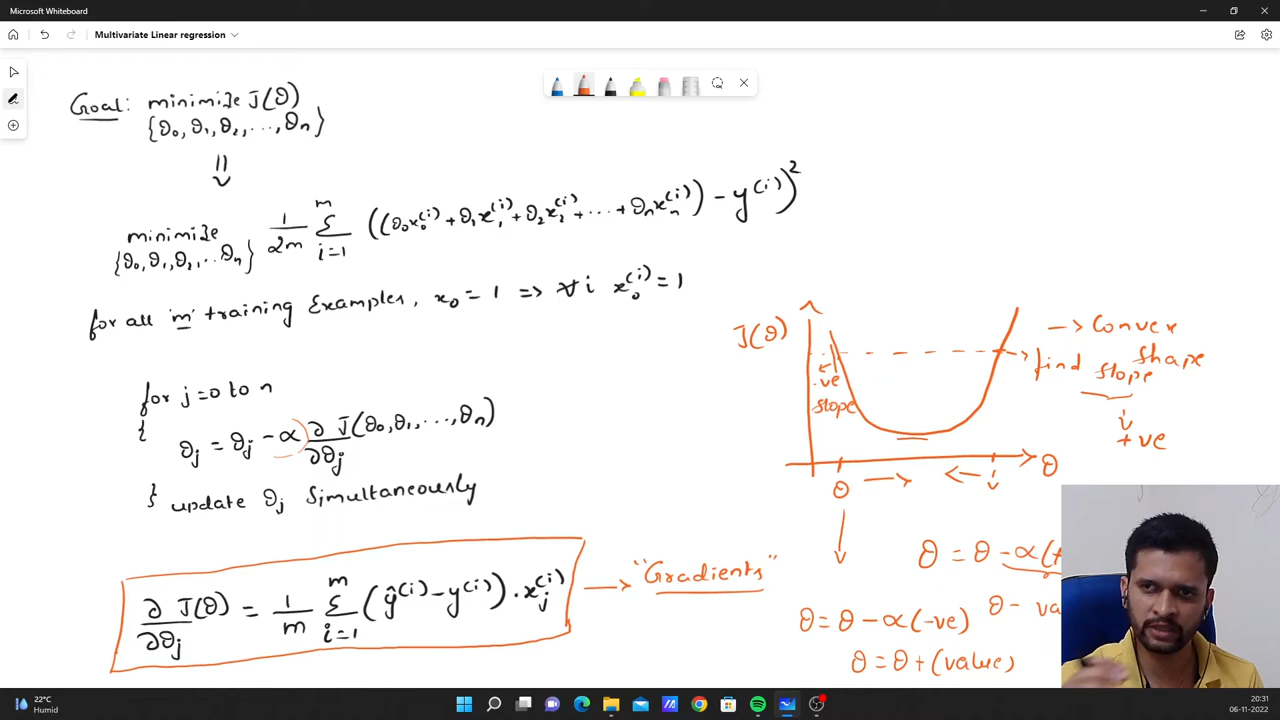 Microsoft Whiteboard
Multivariate Linear regression
Goal: minimize J(θ)
{θ₀, θ₁, θ₂, ..., θₙ}
minimize 1/2m Σ i=1 m ((θ₀x₀⁽ⁱ⁾ + θ₁x₁⁽ⁱ⁾ + θ₂x₂⁽ⁱ⁾ + ... + θₙxₙ⁽ⁱ⁾) - y⁽ⁱ⁾)²
{θ₀, θ₁, θ₂, ..θₙ}
for all 'm' training Examples, x₀ = 1 => ∀i x₀⁽ⁱ⁾ = 1
for j=0 to n
{
θj = θj - α ∂/∂θj J(θ₀, θ₁, ..., θₙ)
} update θj Simultaneously
∂/∂θj J(θ) = 1/m Σ i=1 m (ŷ⁽ⁱ⁾ - y⁽ⁱ⁾) · xj⁽ⁱ⁾ → "Gradients"
J(θ)
→ Convex shape
find slope
+ve
-ve
slope
θ
θ
θ = θ - α(
θ = θ - α(-ve)
θ -
θ = θ + (value)
22°C
Humid
20:31
06-11-2022